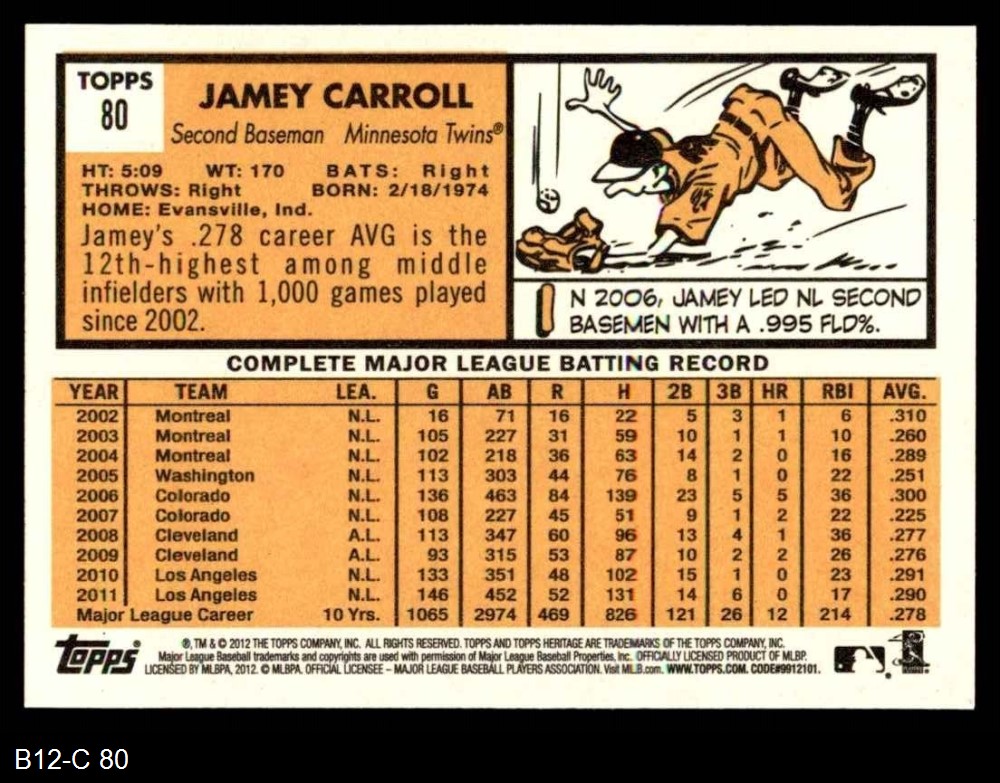 TOPPS
80
JAMEY CARROLL
Second Baseman Minnesota Twins®
HT: 5:09 WT: 170 BATS: Right
THROWS: Right BORN: 2/18/1974
HOME: Evansville, Ind.
Jamey's .278 career AVG is the
12th-highest among middle
infielders with 1,000 games played
since 2002.
IN 2006, JAMEY LED NL SECOND
BASEMEN WITH A .995 FLD%.
COMPLETE MAJOR LEAGUE BATTING RECORD
YEAR TEAM LEA. G AB R H 2B 3B HR RBI AVG.
2002 Montreal N.L. 16 71 16 22 5 3 1 6 .310
2003 Montreal N.L. 105 227 31 59 10 1 1 10 .260
2004 Montreal N.L. 102 218 36 63 14 2 0 16 .289
2005 Washington N.L. 113 303 44 76 8 1 0 22 .251
2006 Colorado N.L. 136 463 84 139 23 5 5 36 .300
2007 Colorado N.L. 108 227 45 51 9 1 2 22 .225
2008 Cleveland A.L. 113 347 60 96 13 4 1 36 .277
2009 Cleveland A.L. 93 315 53 87 10 2 2 26 .276
2010 Los Angeles N.L. 133 351 48 102 15 1 0 23 .291
2011 Los Angeles N.L. 146 452 52 131 14 6 0 17 .290
Major League Career 10 Yrs. 1065 2974 469 826 121 26 12 214 .278
Topps ®, TM & © 2012 THE TOPPS COMPANY, INC. ALL RIGHTS RESERVED. TOPPS AND TOPPS HERITAGE ARE TRADEMARKS OF THE TOPPS COMPANY, INC.
Major League Baseball trademarks and copyrights are used with permission of Major League Baseball Properties, Inc. OFFICIALLY LICENSED PRODUCT OF MLBP.
LICENSED BY MLBPA, 2012. © MLBPA. OFFICIAL LICENSEE – MAJOR LEAGUE BASEBALL PLAYERS ASSOCIATION. Visit MLB.com. WWW.TOPPS.COM. CODE#9912101.
B12-C 80